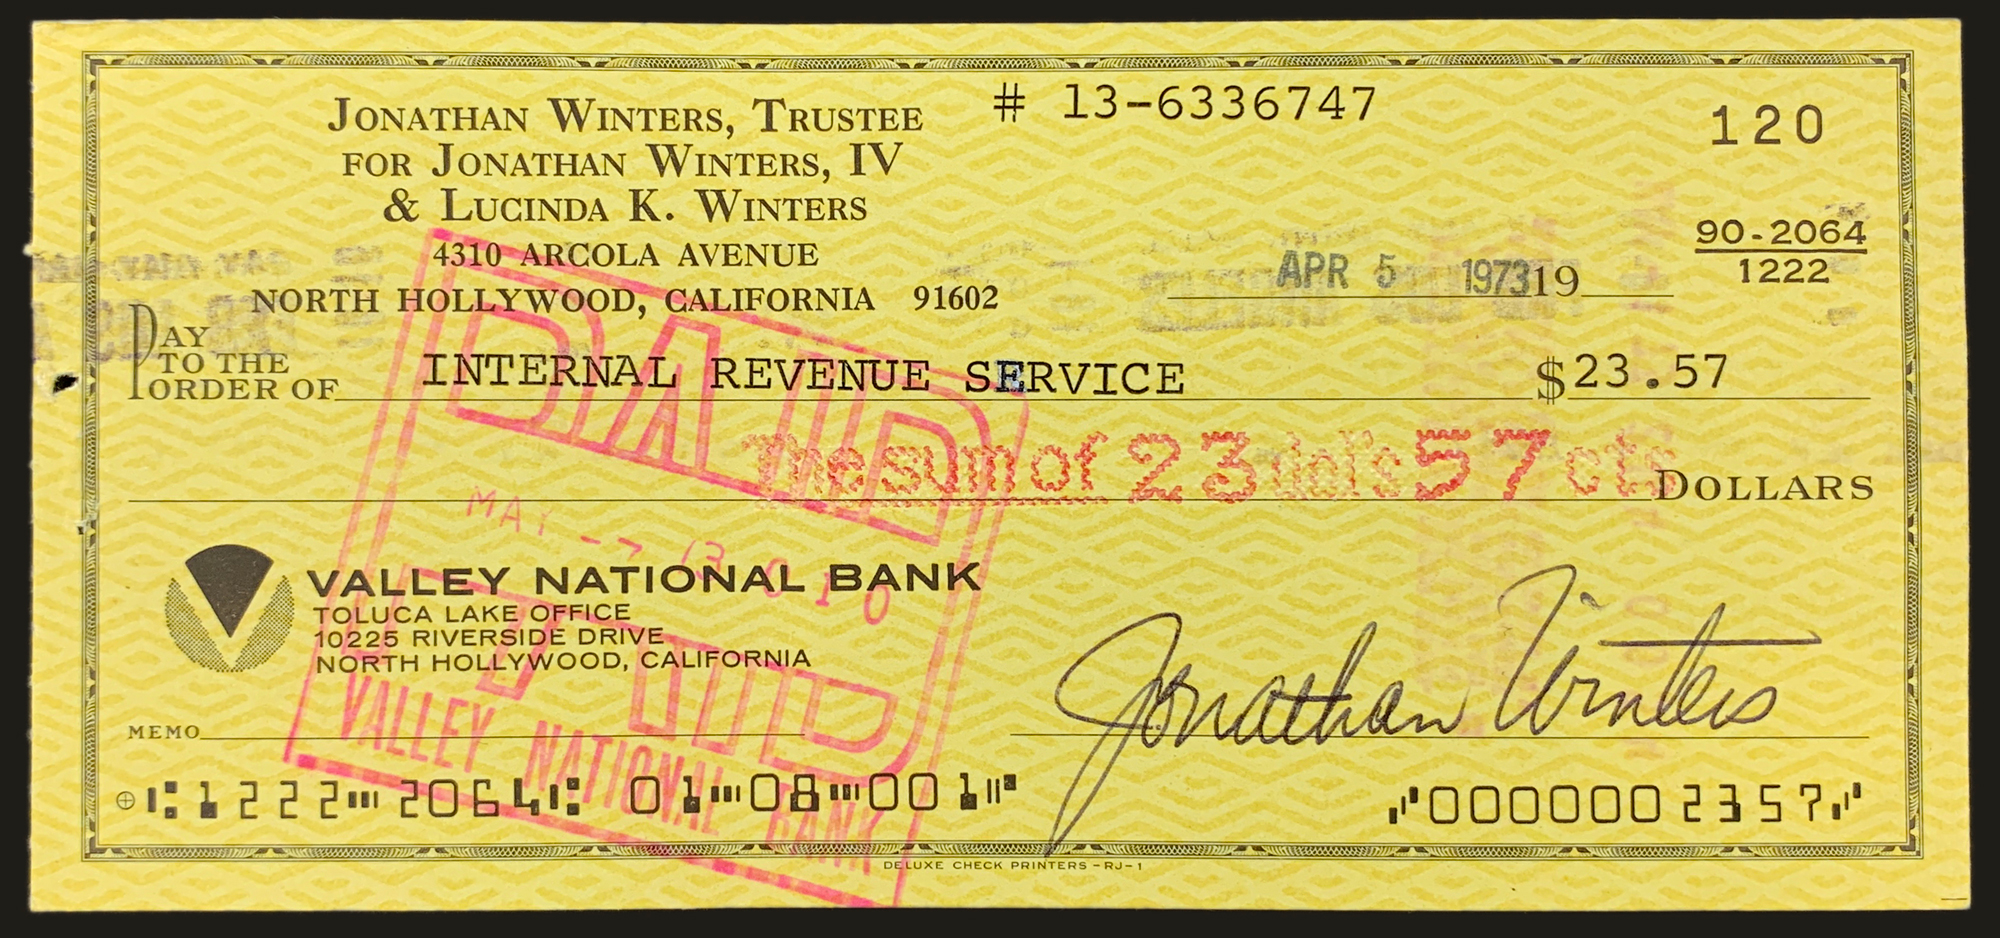 JONATHAN WINTERS, TRUSTEE
FOR JONATHAN WINTERS, IV
& LUCINDA K. WINTERS
4310 ARCOLA AVENUE
NORTH HOLLYWOOD, CALIFORNIA 91602
# 13-6336747
120
90-2064
1222
APR 5 1973 19
PAY TO THE ORDER OF INTERNAL REVENUE SERVICE $23.57
The sum of 23 dol's 57 cts DOLLARS
PAID
VALLEY NATIONAL BANK
TOLUCA LAKE OFFICE
10225 RIVERSIDE DRIVE
NORTH HOLLYWOOD, CALIFORNIA
VALLEY NATIONAL BANK
MEMO
Jonathan Winters
⑆1222⑉2064⑆ 01⑉08⑉001⑈ ⑈0000002357⑈
DELUXE CHECK PRINTERS - RJ-1